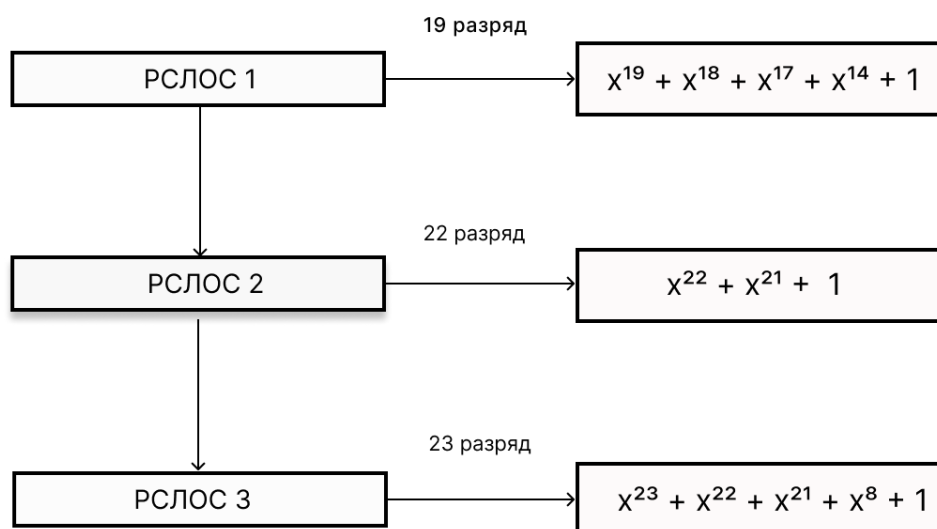 19 разряд
РСЛОС 1
x¹⁹ + x¹⁸ + x¹⁷ + x¹⁴ + 1
22 разряд
РСЛОС 2
x²² + x²¹ + 1
23 разряд
РСЛОС 3
x²³ + x²² + x²¹ + x⁸ + 1